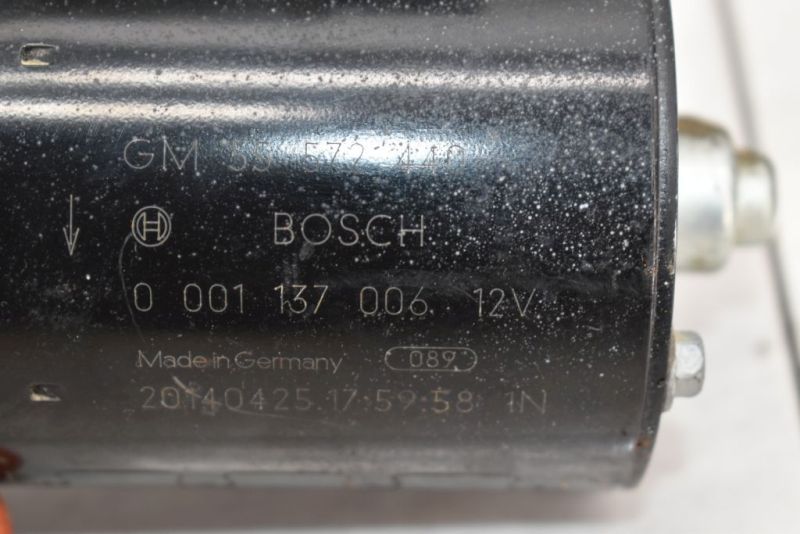 GM 55 572 440
BOSCH
0 001 137 006 12V
Made in Germany 089
20140425.17:59:58 1N